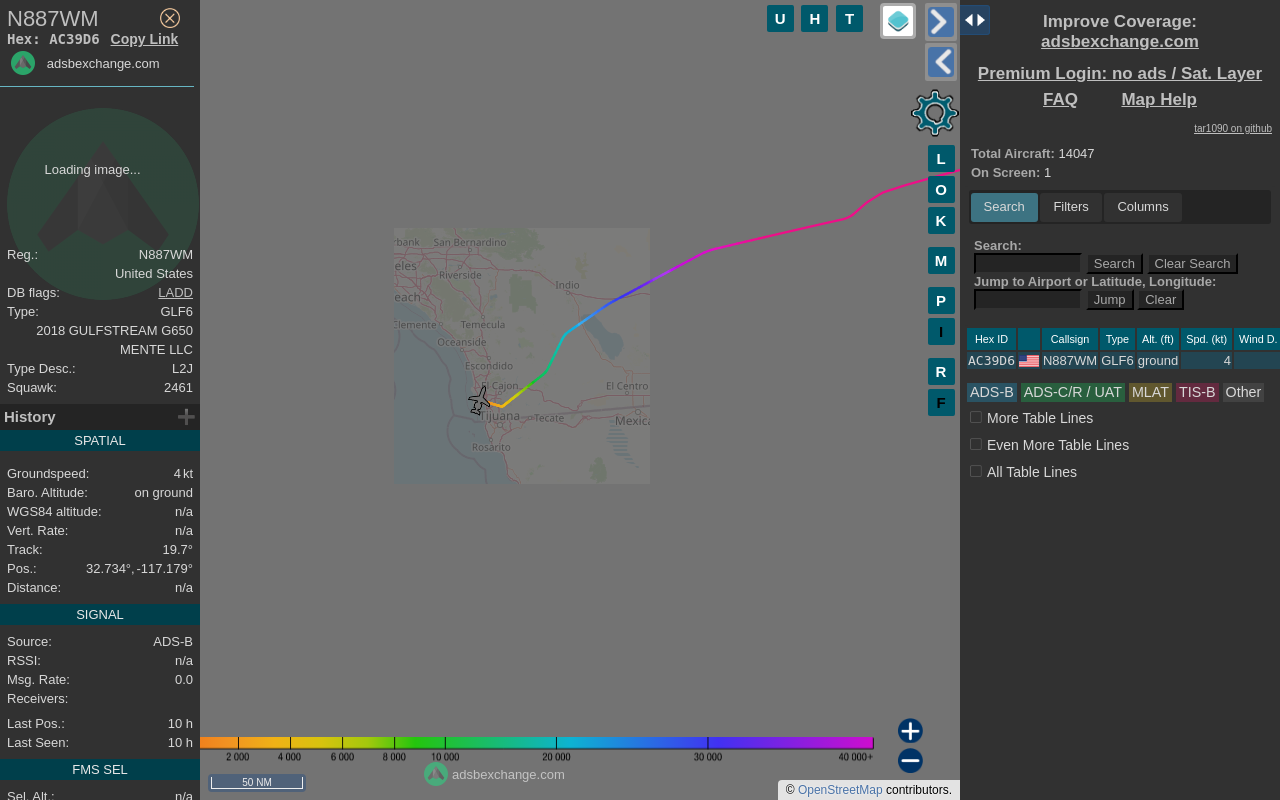 N887WM
Hex: AC39D6 Copy Link
adsbexchange.com
Loading image...
Reg.: N887WM
United States
DB flags: LADD
Type: GLF6
2018 GULFSTREAM G650
MENTE LLC
Type Desc.: L2J
Squawk: 2461
History
SPATIAL
Groundspeed: 4 kt
Baro. Altitude: on ground
WGS84 altitude: n/a
Vert. Rate: n/a
Track: 19.7°
Pos.: 32.734°, -117.179°
Distance: n/a
SIGNAL
Source: ADS-B
RSSI: n/a
Msg. Rate: 0.0
Receivers:
Last Pos.: 10 h
Last Seen: 10 h
FMS SEL
Sel. Alt.: n/a
U H T
L
O
K
M
P
I
R
F
rbank San Bernardino
eles
Riverside
each
Indio
Clemente Temecula
Oceanside
Escondido
El Cajon
El Centro
Tijuana Tecate Mexica
Rosarito
2 000 4 000 6 000 8 000 10 000 20 000 30 000 40 000+
adsbexchange.com
50 NM
© OpenStreetMap contributors.
Improve Coverage:
adsbexchange.com
Premium Login: no ads / Sat. Layer
FAQ Map Help
tar1090 on github
Total Aircraft: 14047
On Screen: 1
Search Filters Columns
Search:
Search Clear Search
Jump to Airport or Latitude, Longitude:
Jump Clear
Hex ID Callsign Type Alt. (ft) Spd. (kt) Wind D.
AC39D6 N887WM GLF6 ground 4
ADS-B ADS-C/R / UAT MLAT TIS-B Other
More Table Lines
Even More Table Lines
All Table Lines